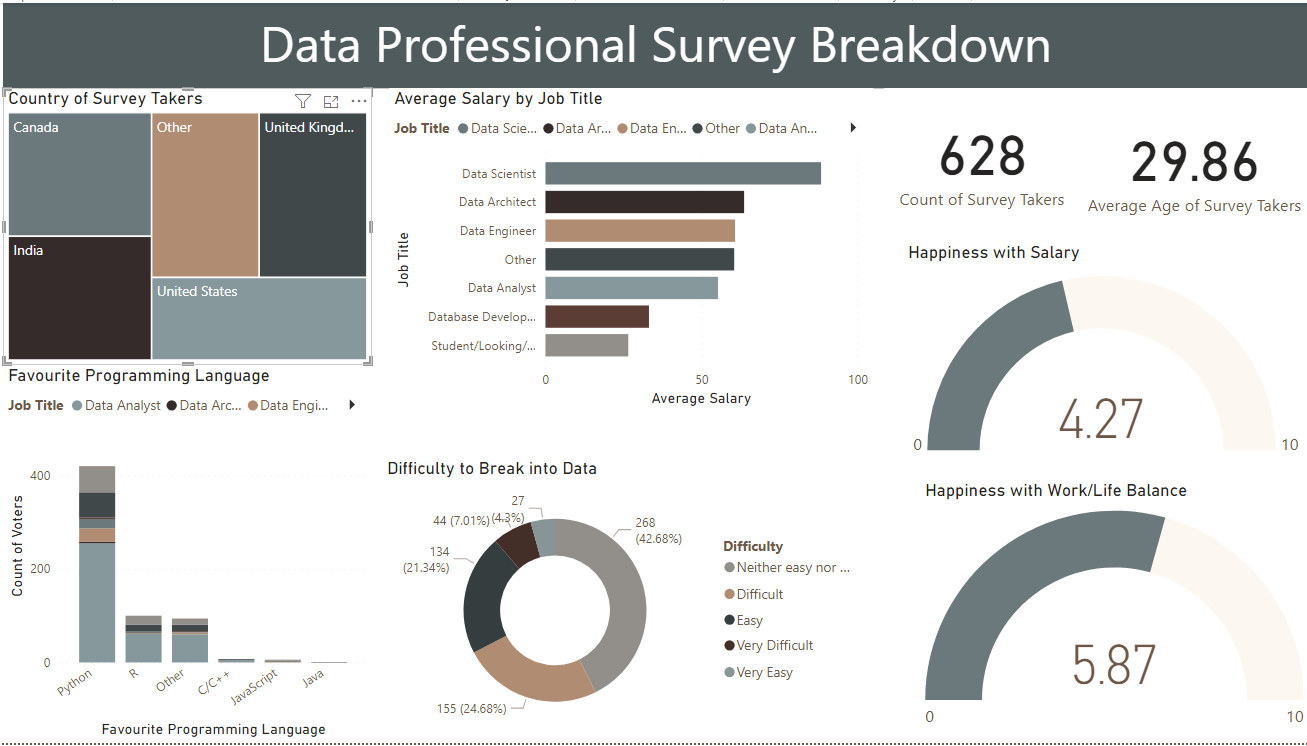 Data Professional Survey Breakdown
Country of Survey Takers
Canada
Other
United Kingd...
India
United States
Average Salary by Job Title
Job Title Data Scie... Data Ar... Data En... Other Data An...
Job Title
Data Scientist
Data Architect
Data Engineer
Other
Data Analyst
Database Develop...
Student/Looking/...
0 50 100
Average Salary
628
Count of Survey Takers
29.86
Average Age of Survey Takers
Happiness with Salary
4.27
0 10
Favourite Programming Language
Job Title Data Analyst Data Arc... Data Engi...
Count of Voters
400
200
0
Python R Other C/C++ JavaScript Java
Favourite Programming Language
Difficulty to Break into Data
27
(4.3%)
44 (7.01%)
268
(42.68%)
134
(21.34%)
155 (24.68%)
Difficulty
Neither easy nor ...
Difficult
Easy
Very Difficult
Very Easy
Happiness with Work/Life Balance
5.87
0 10